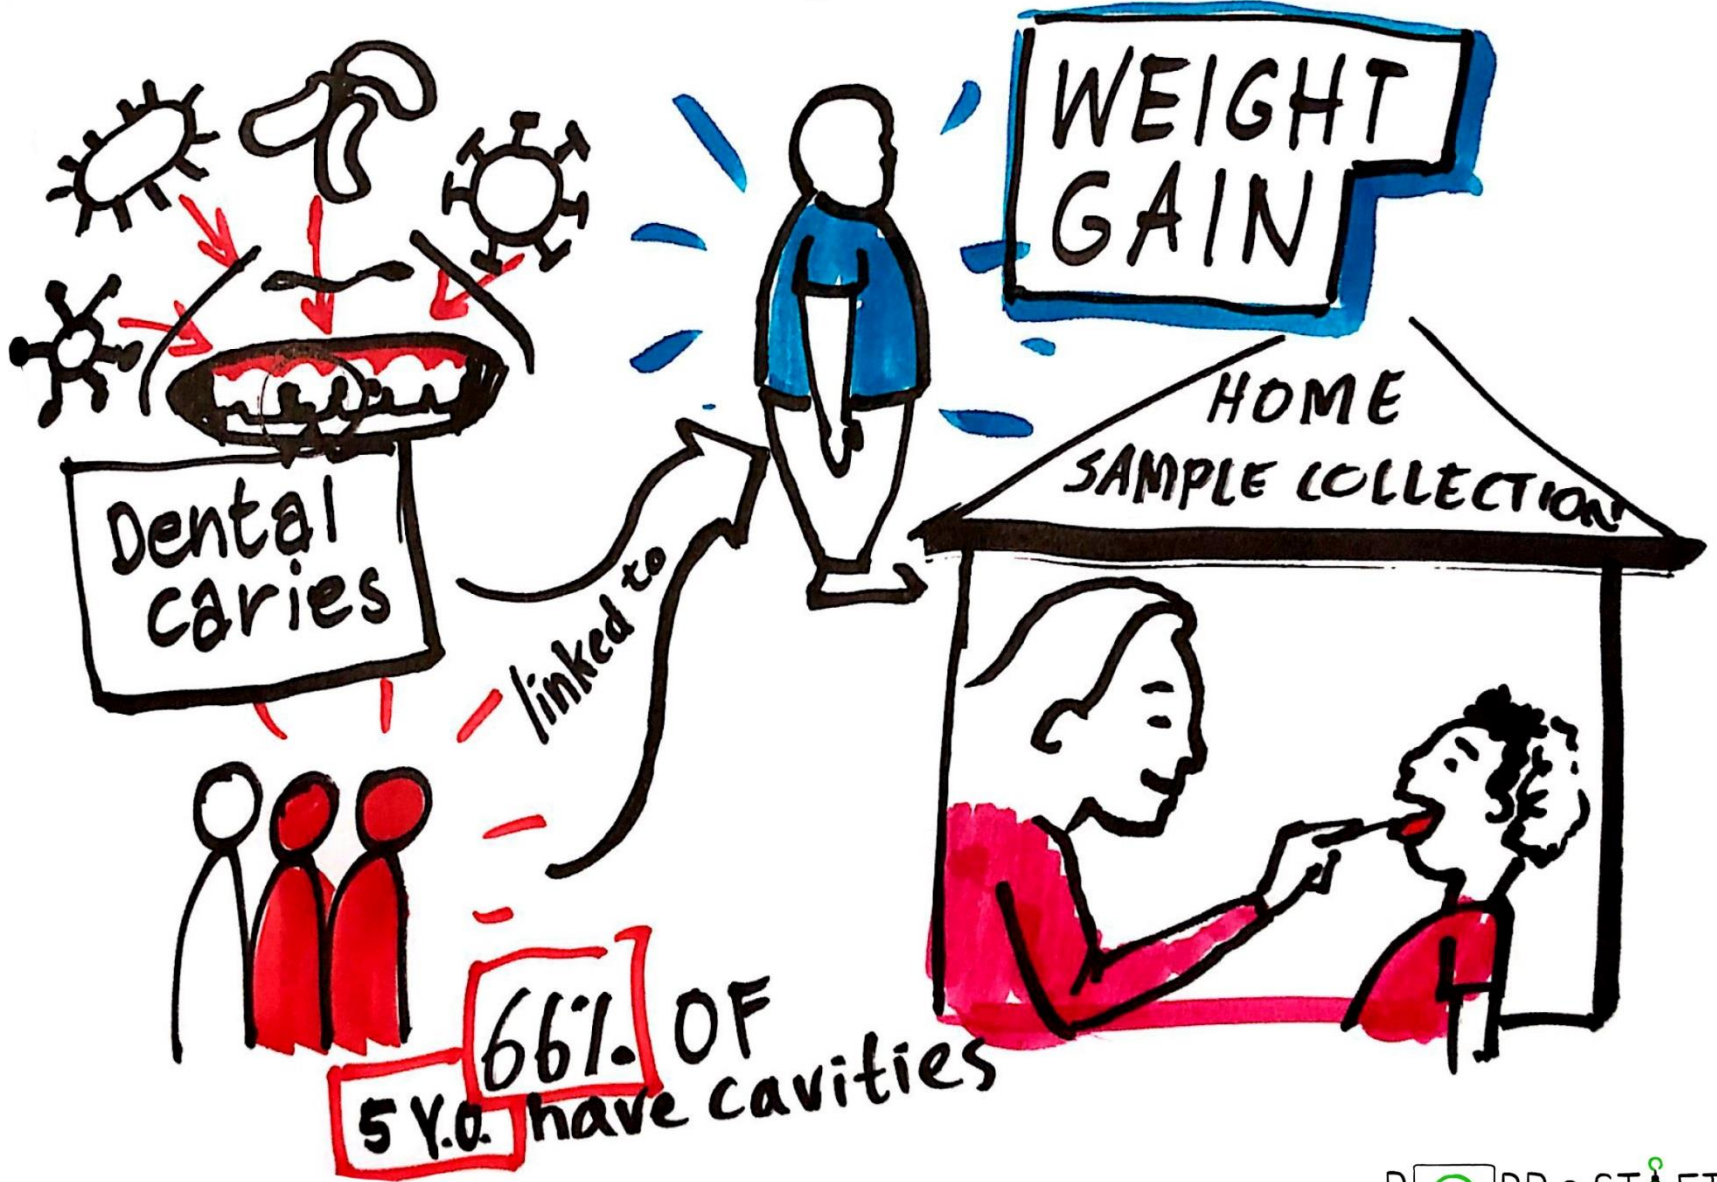 WEIGHT
GAIN
HOME
SAMPLE COLLECTION
Dental
caries
linked to
66% OF
5 Y.O. have cavities